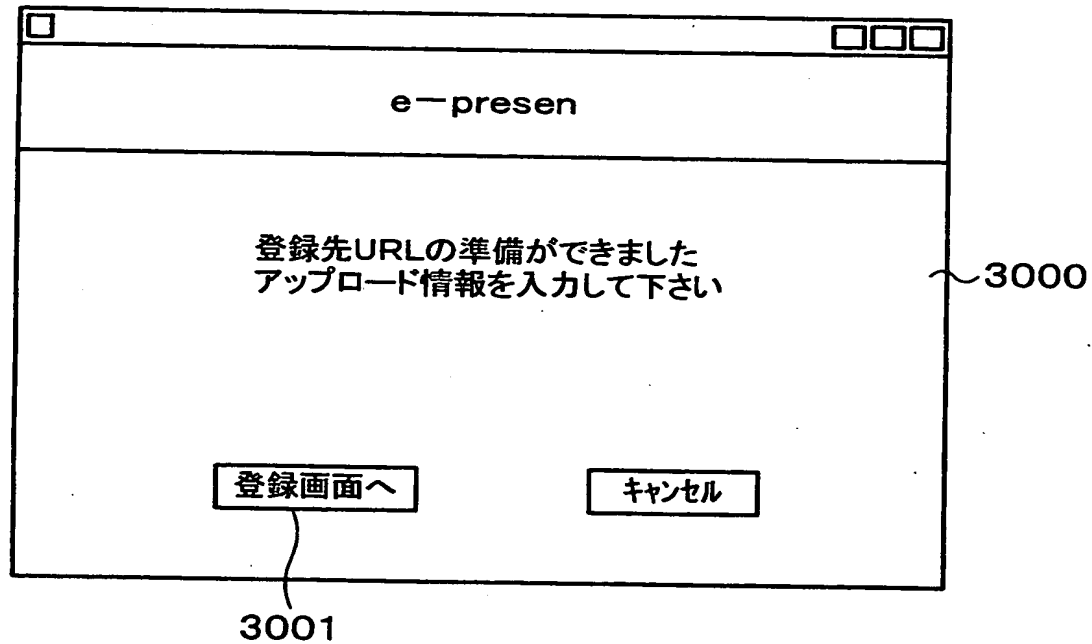 e－presen
登録先URLの準備ができました
アップロード情報を入力して下さい
3000
登録画面へ
キャンセル
3001